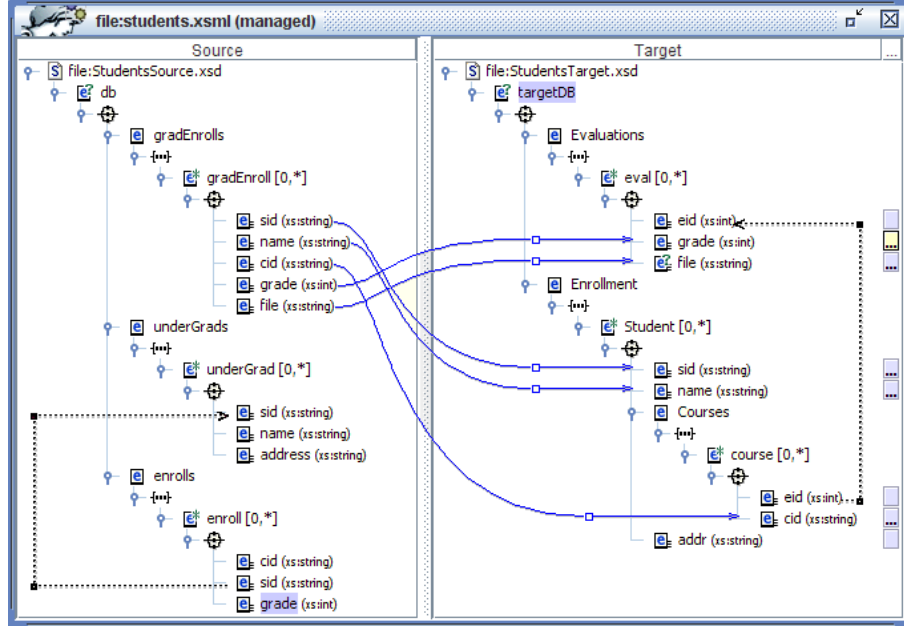 file:students.xsml (managed)
Source
S file:StudentsSource.xsd
e? db
e gradEnrolls
{...}
e* gradEnroll [0,*]
e sid (xs:string)
e name (xs:string)
e cid (xs:string)
e grade (xs:int)
e file (xs:string)
e underGrads
{...}
e* underGrad [0,*]
e sid (xs:string)
e name (xs:string)
e address (xs:string)
e enrolls
{...}
e* enroll [0,*]
e cid (xs:string)
e sid (xs:string)
e grade (xs:int)
Target
...
S file:StudentsTarget.xsd
e? targetDB
e Evaluations
{...}
e* eval [0,*]
e eid (xs:int)
e grade (xs:int)
...
e? file (xs:string)
...
e Enrollment
{...}
e* Student [0,*]
e sid (xs:string)
...
e name (xs:string)
...
e Courses
{...}
e* course [0,*]
e eid (xs:int)
e cid (xs:string)
...
e addr (xs:string)